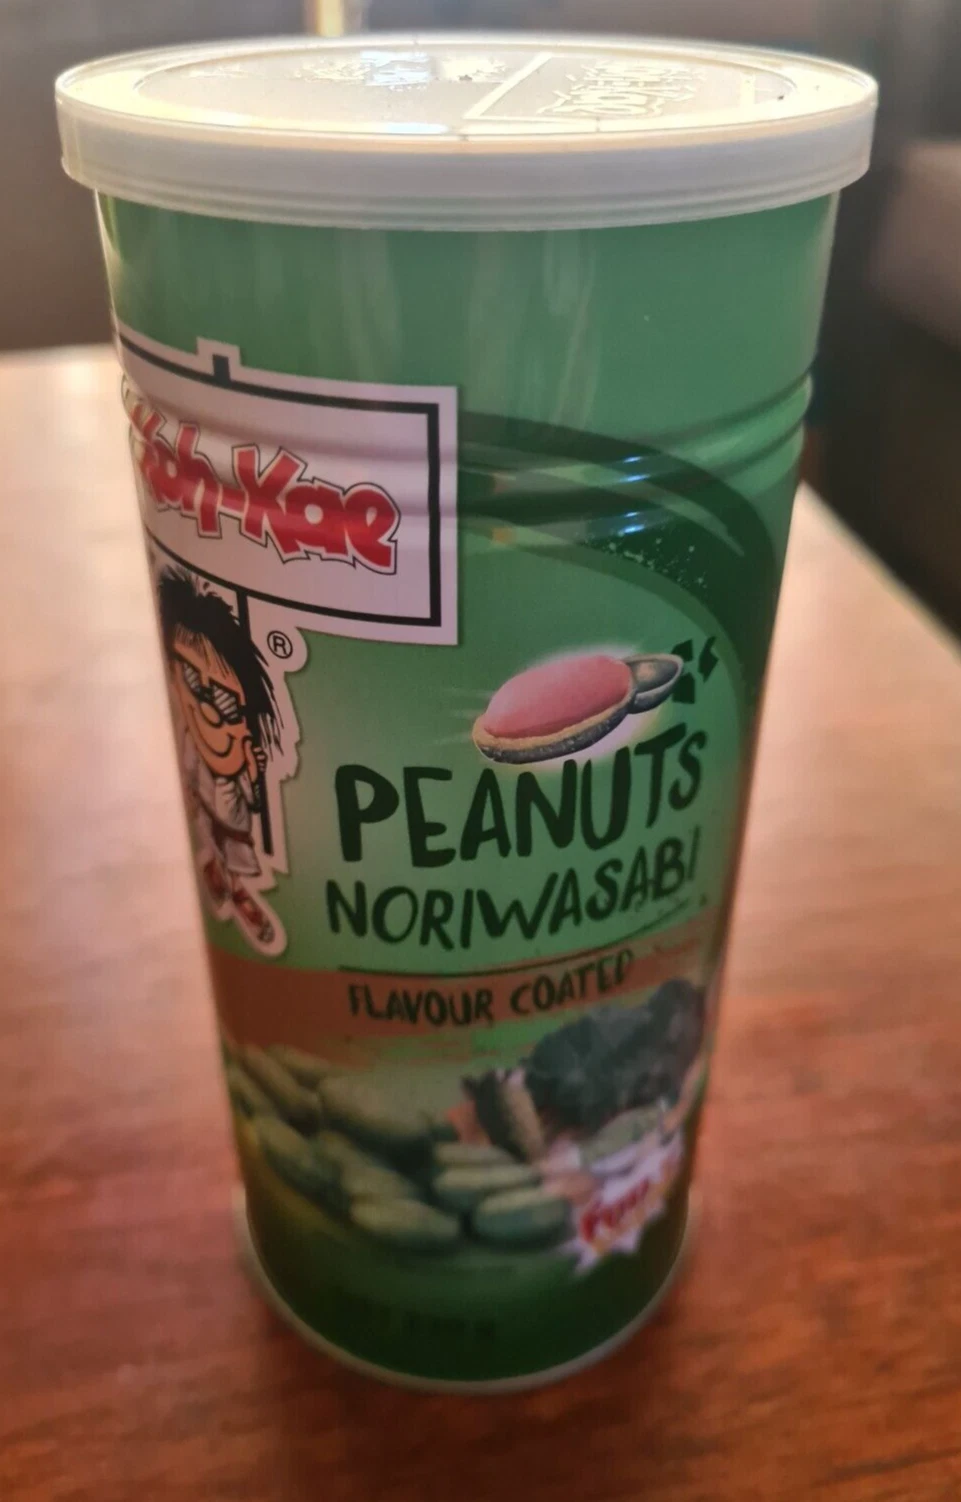 Koh-Kae
®
PEANUTS
NORIWASABI
FLAVOUR COATED